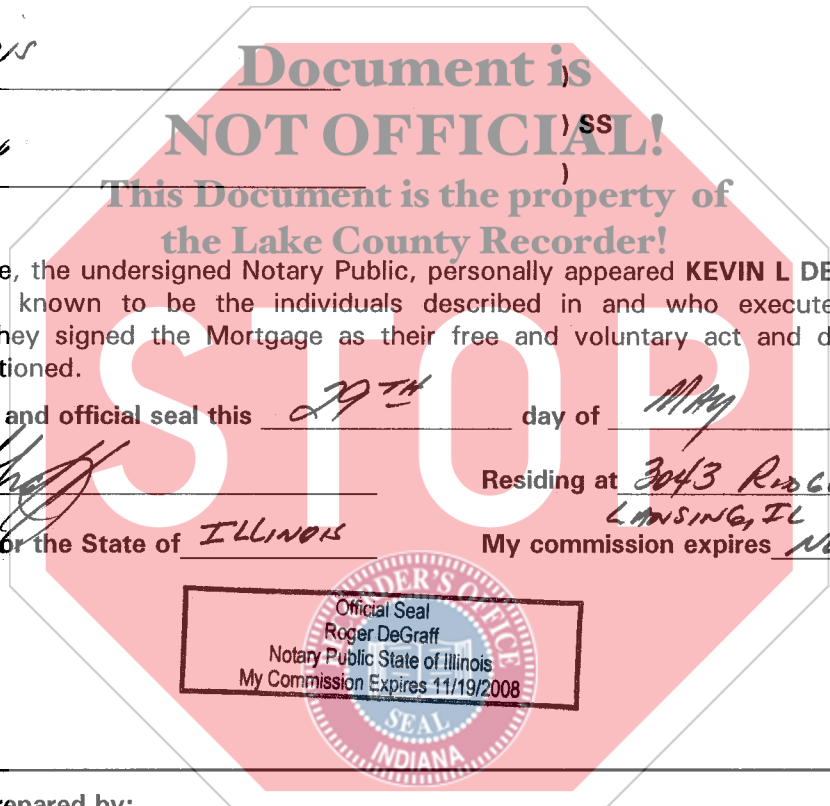 Document is
NOT OFFICIAL!
This Document is the property of
the Lake County Recorder!
)
) SS
)
the undersigned Notary Public, personally appeared KEVIN L DE
known to be the individuals described in and who execute
hey signed the Mortgage as their free and voluntary act and d
tioned.
and official seal this 29TH day of MAY
Residing at 3043
LANSING, IL
or the State of ILLINOIS My commission expires
STOP
Official Seal
Roger DeGraff
Notary Public State of Illinois
My Commission Expires 11/19/2008
SEAL
INDIANA
repared by: